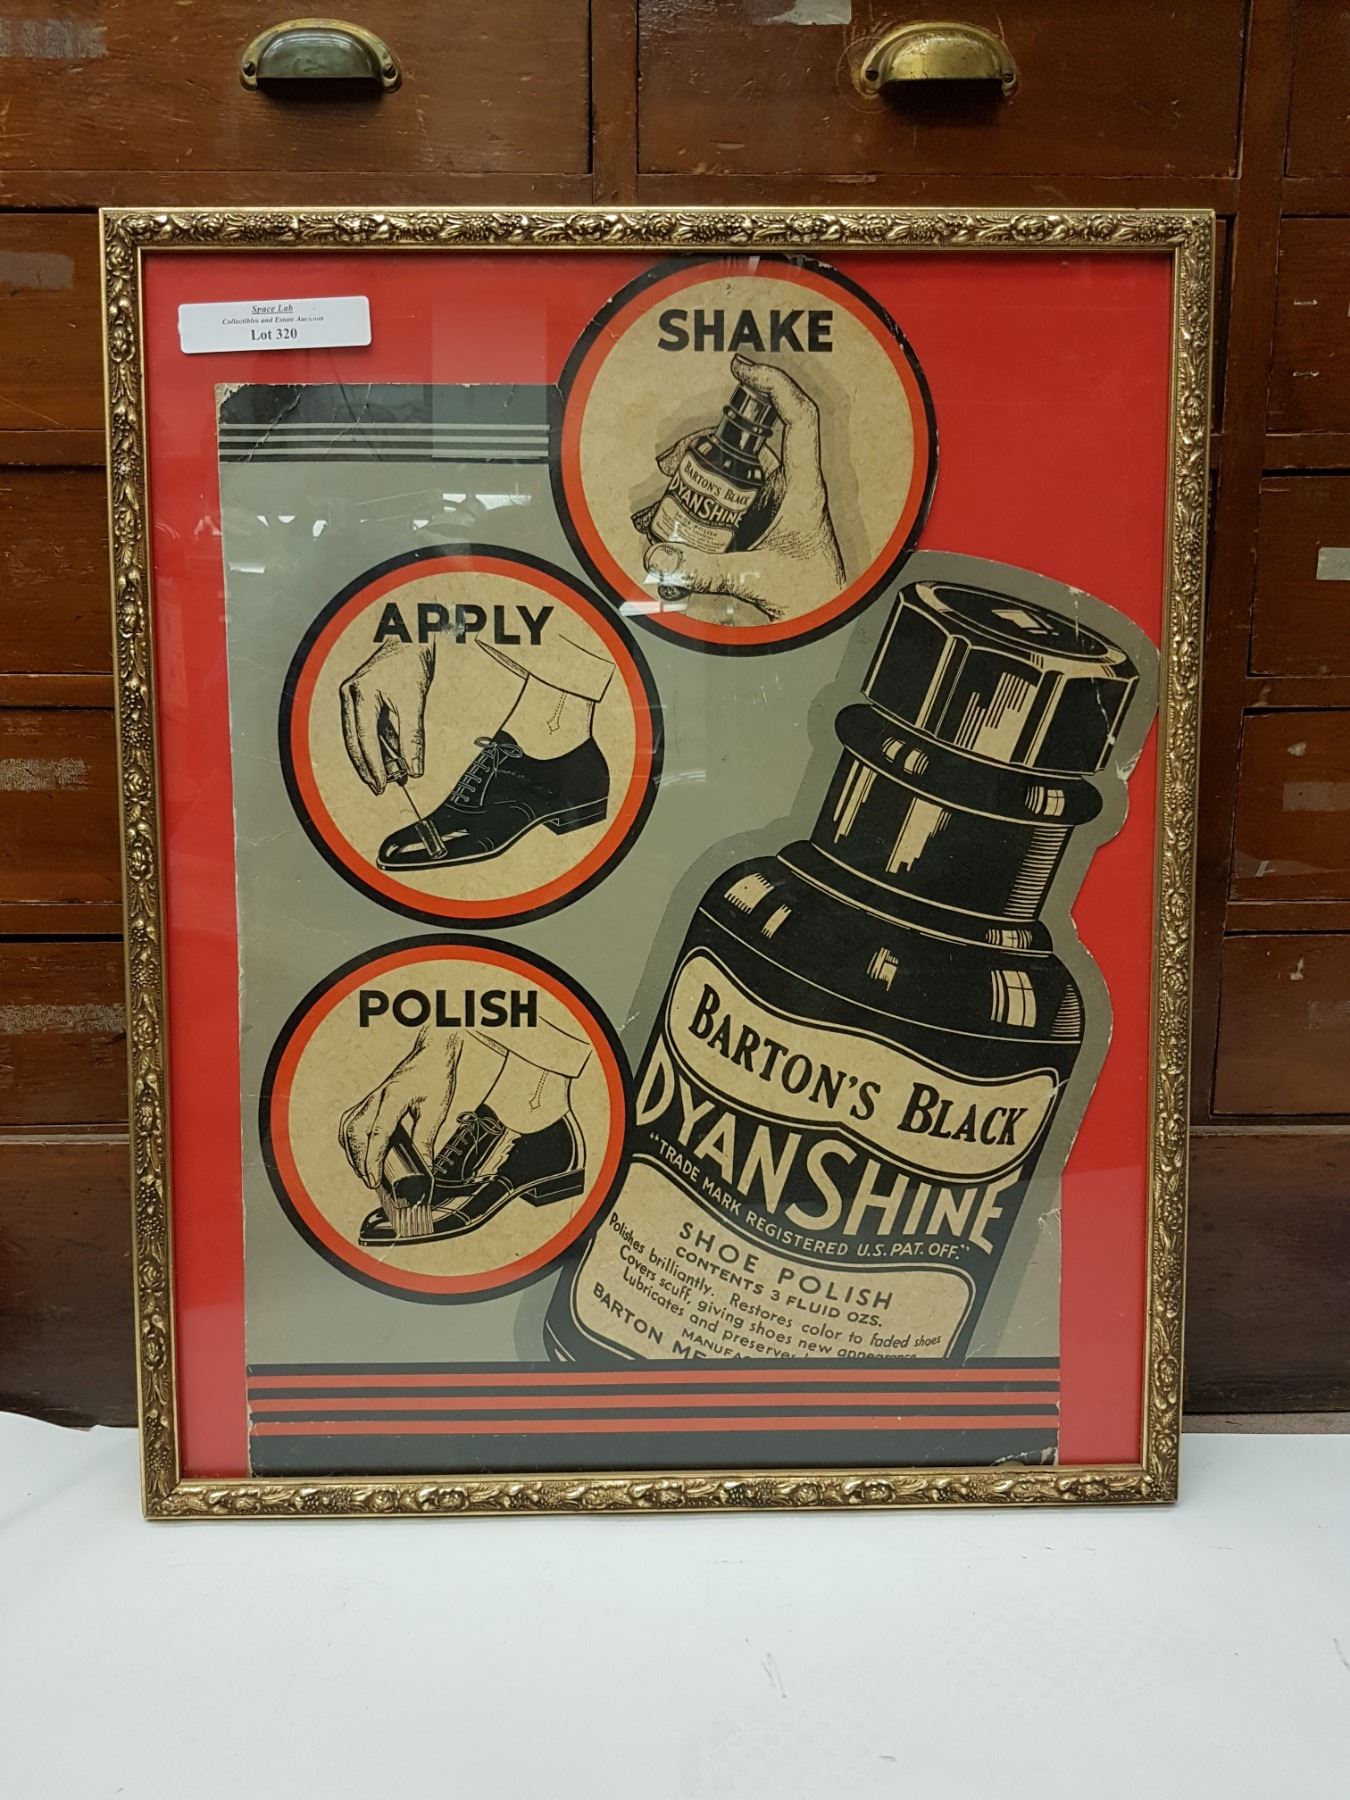 Space Lab
Collectibles and Estate Auctions
Lot 320
SHAKE
BARTON'S BLACK
DYANSHINE
SHOE POLISH
APPLY
POLISH
BARTON'S BLACK
DYANSHINE
"TRADE MARK REGISTERED U.S. PAT. OFF."
SHOE POLISH
CONTENTS 3 FLUID OZS.
Polishes brilliantly. Restores color to faded shoes
Covers scuff, giving shoes new appearance
Lubricates and preserves
BARTON